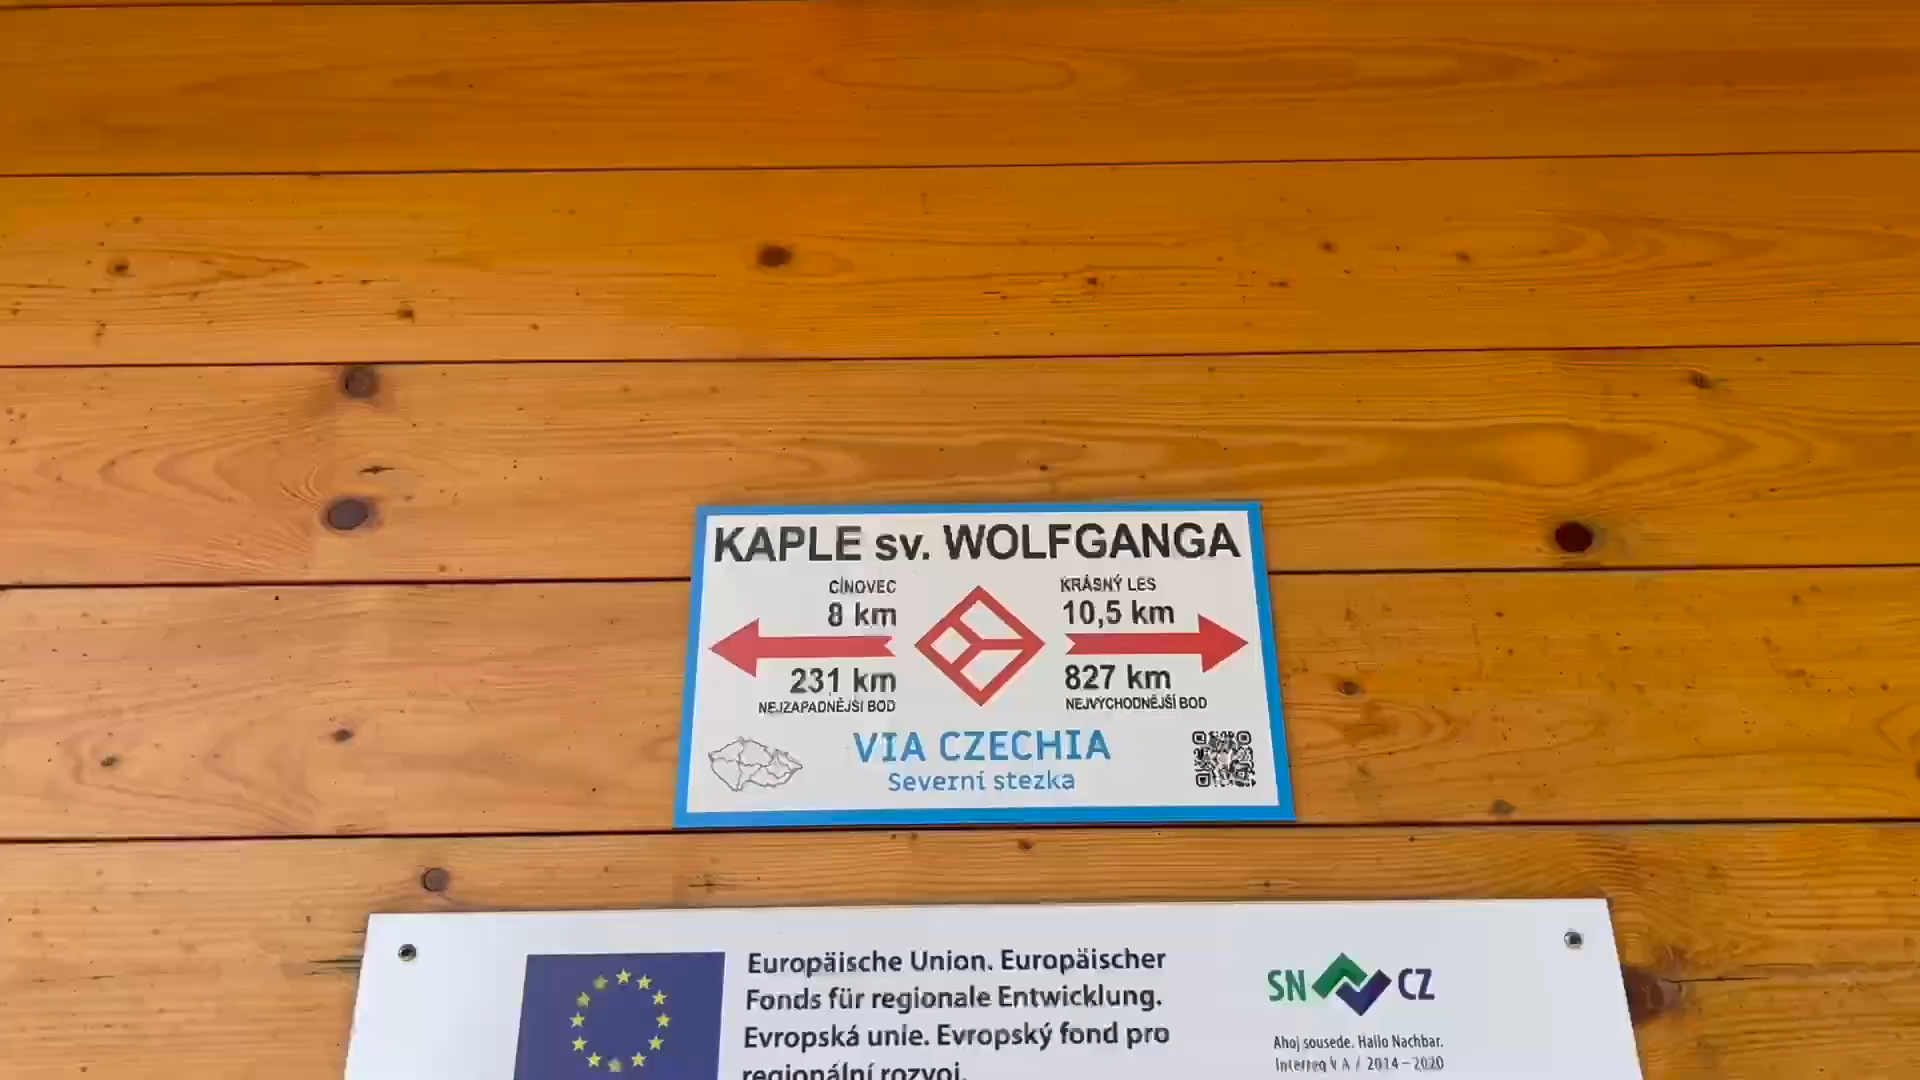 KAPLE sv. WOLFGANGA
CÍNOVEC
8 km
231 km
NEJZÁPADNĚJŠÍ BOD
KRÁSNÝ LES
10,5 km
827 km
NEJVÝCHODNĚJŠÍ BOD
VIA CZECHIA
Severní stezka
Europäische Union. Europäischer
Fonds für regionale Entwicklung.
Evropská unie. Evropský fond pro
regionální rozvoj.
SN CZ
Ahoj sousede. Hallo Nachbar.
Interreg V A / 2014 – 2020